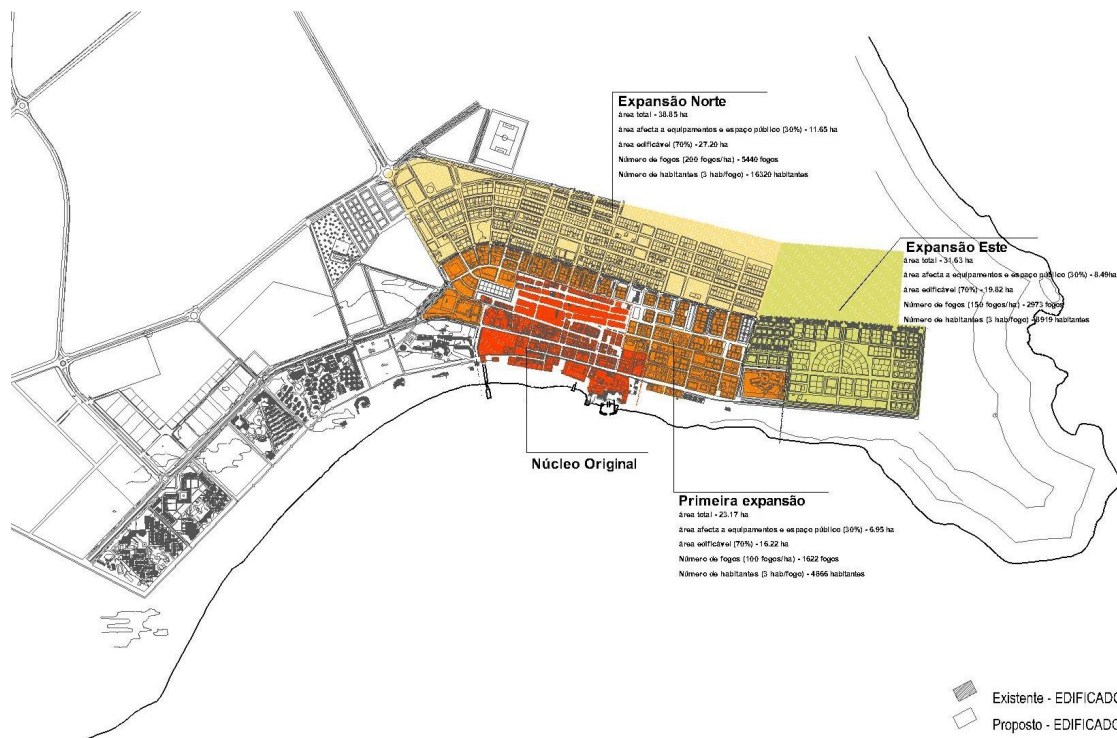 Expansão Norte
área total - 38.85 ha
área afecta a equipamentos e espaço público (30%) - 11.65 ha
área edificável (70%) - 27.20 ha
Número de fogos (200 fogos/ha) - 5440 fogos
Número de habitantes (3 hab/fogo) - 16320 habitantes
Expansão Este
área total - 31.63 ha
área afecta a equipamentos e espaço público (30%) - 8.49ha
área edificável (70%) - 19.82 ha
Número de fogos (150 fogos/ha) - 2973 fogos
Número de habitantes (3 hab/fogo) - 8919 habitantes
Núcleo Original
Primeira expansão
área total - 23.17 ha
área afecta a equipamentos e espaço público (30%) - 6.95 ha
área edificável (70%) - 16.22 ha
Número de fogos (100 fogos/ha) - 1622 fogos
Número de habitantes (3 hab/fogo) - 4866 habitantes
Existente - EDIFICADO
Proposto - EDIFICADO